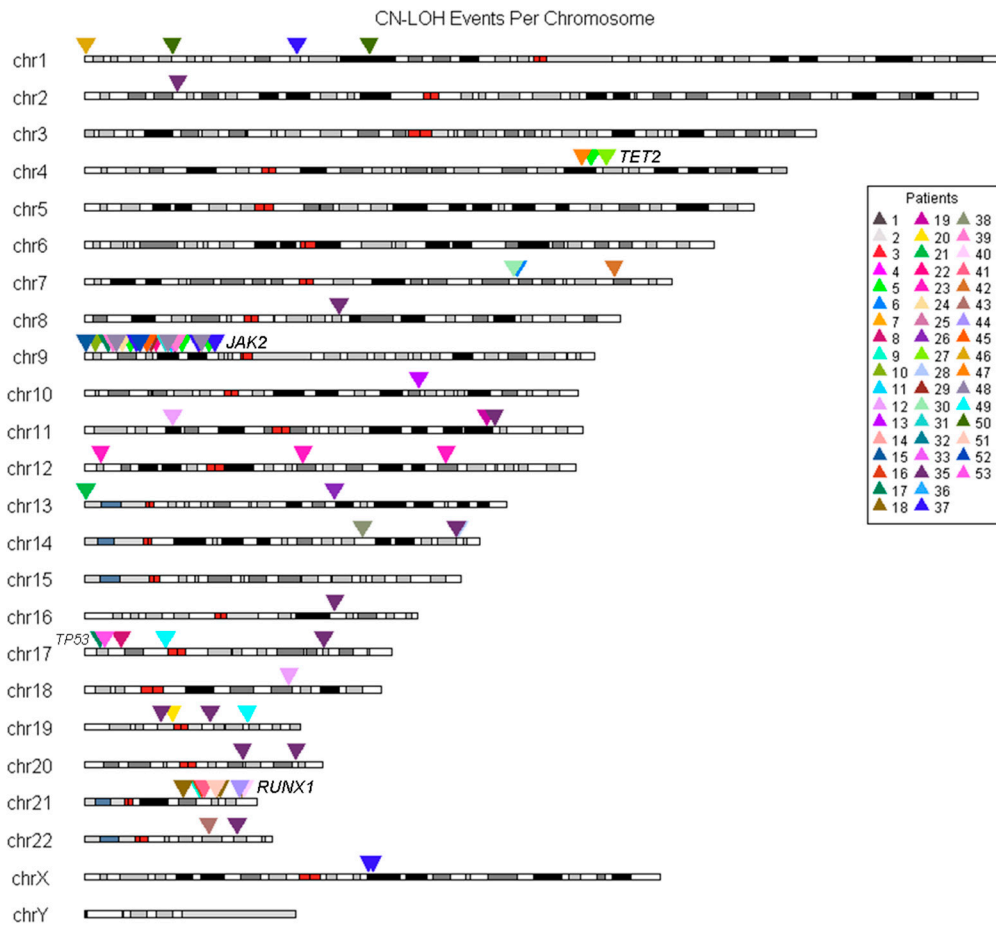 CN-LOH Events Per Chromosome
chr1
chr2
chr3
chr4
TET2
chr5
chr6
chr7
chr8
chr9
JAK2
chr10
chr11
chr12
chr13
chr14
chr15
chr16
TP53
chr17
chr18
chr19
chr20
chr21
RUNX1
chr22
chrX
chrY
Patients
1 19 38
2 20 39
3 21 40
4 22 41
5 23 42
6 24 43
7 25 44
8 26 45
9 27 46
10 28 47
11 29 48
12 30 49
13 31 50
14 32 51
15 33 52
16 35 53
17 36
18 37